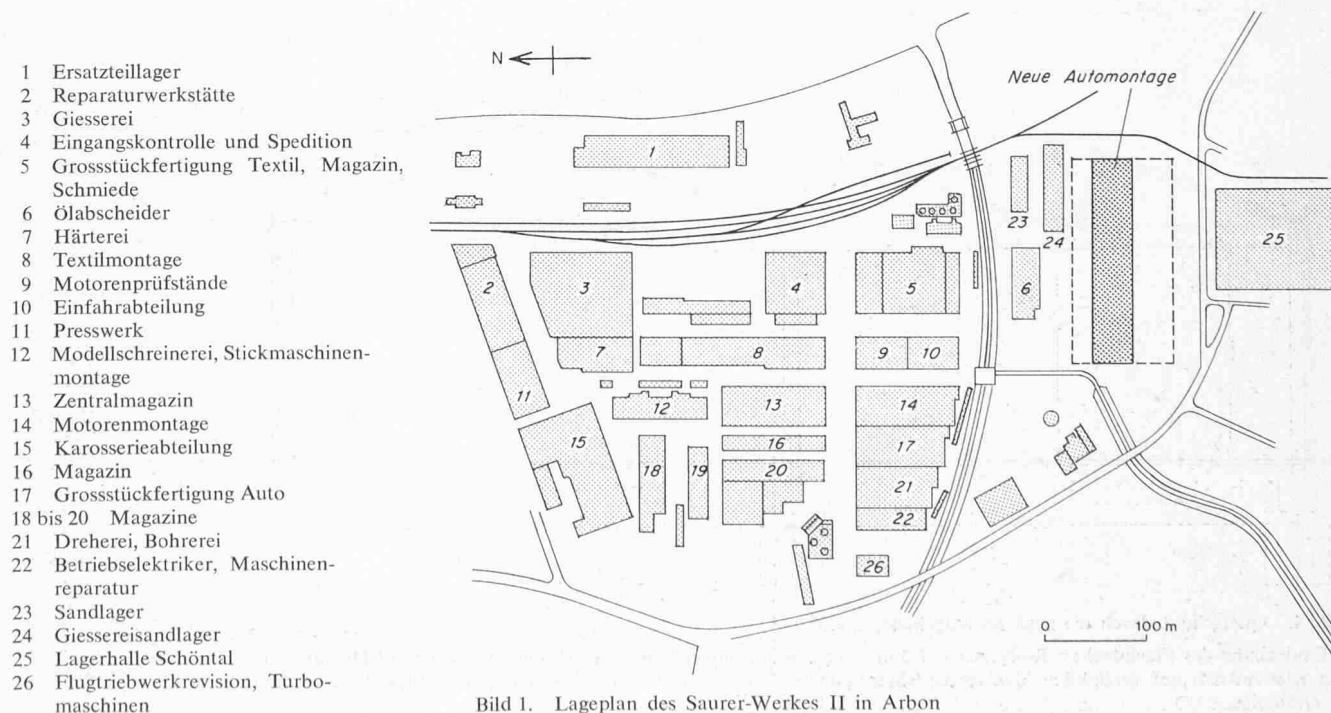 1 Ersatzteillager
2 Reparaturwerkstätte
3 Giesserei
4 Eingangskontrolle und Spedition
5 Grossstückfertigung Textil, Magazin,
Schmiede
6 Ölabscheider
7 Härterei
8 Textilmontage
9 Motorenprüfstände
10 Einfahrabteilung
11 Presswerk
12 Modellschreinerei, Stickmaschinen-
montage
13 Zentralmagazin
14 Motorenmontage
15 Karosserieabteilung
16 Magazin
17 Grossstückfertigung Auto
18 bis 20 Magazine
21 Dreherei, Bohrerei
22 Betriebselektriker, Maschinen-
reparatur
23 Sandlager
24 Giessereisandlager
25 Lagerhalle Schöntal
26 Flugtriebwerkrevision, Turbo-
maschinen
N
Neue Automontage
1
23
24
25
2
3
4
5
6
7
8
9
10
11
12
13
14
15
16
17
18
19
20
21
22
26
0 100 m
Bild 1. Lageplan des Saurer-Werkes II in Arbon